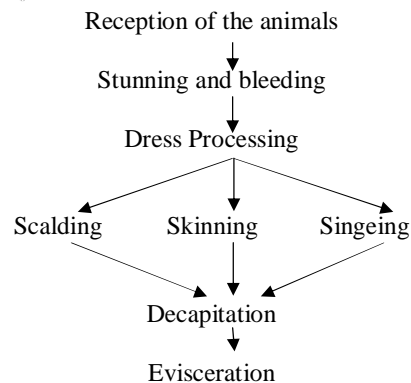 Reception of the animals
Stunning and bleeding
Dress Processing
Scalding Skinning Singeing
Decapitation
Evisceration